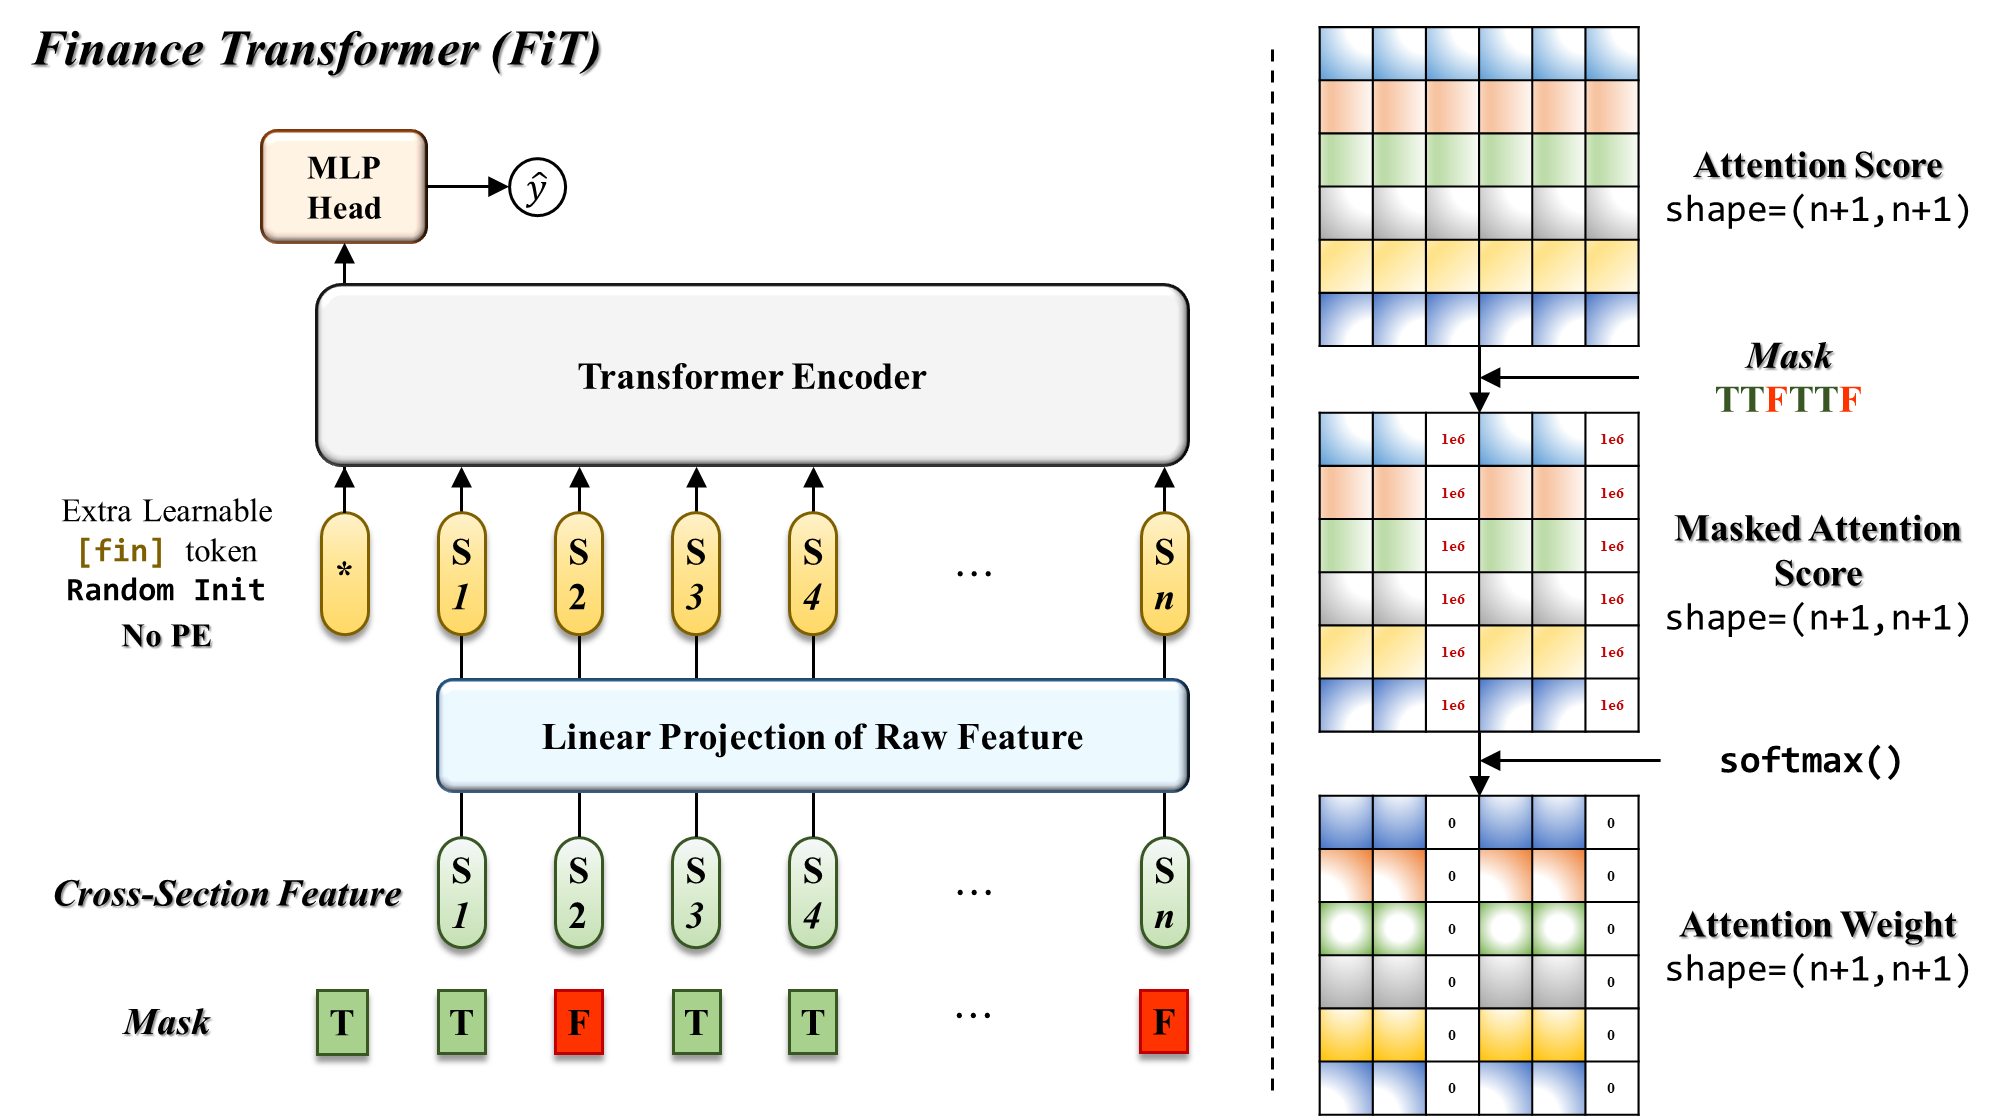 Finance Transformer (FiT)
MLP
Head
ŷ
Transformer Encoder
Extra Learnable
[fin] token
Random Init
No PE
*
S
1
S
2
S
3
S
4
...
S
n
Linear Projection of Raw Feature
Cross-Section Feature
S
1
S
2
S
3
S
4
...
S
n
Mask
T
T
F
T
T
...
F
Attention Score
shape=(n+1,n+1)
Mask
TTFTTF
1e6 1e6
1e6 1e6
1e6 1e6
1e6 1e6
1e6 1e6
1e6 1e6
Masked Attention
Score
shape=(n+1,n+1)
softmax()
0 0
0 0
0 0
0 0
0 0
0 0
Attention Weight
shape=(n+1,n+1)